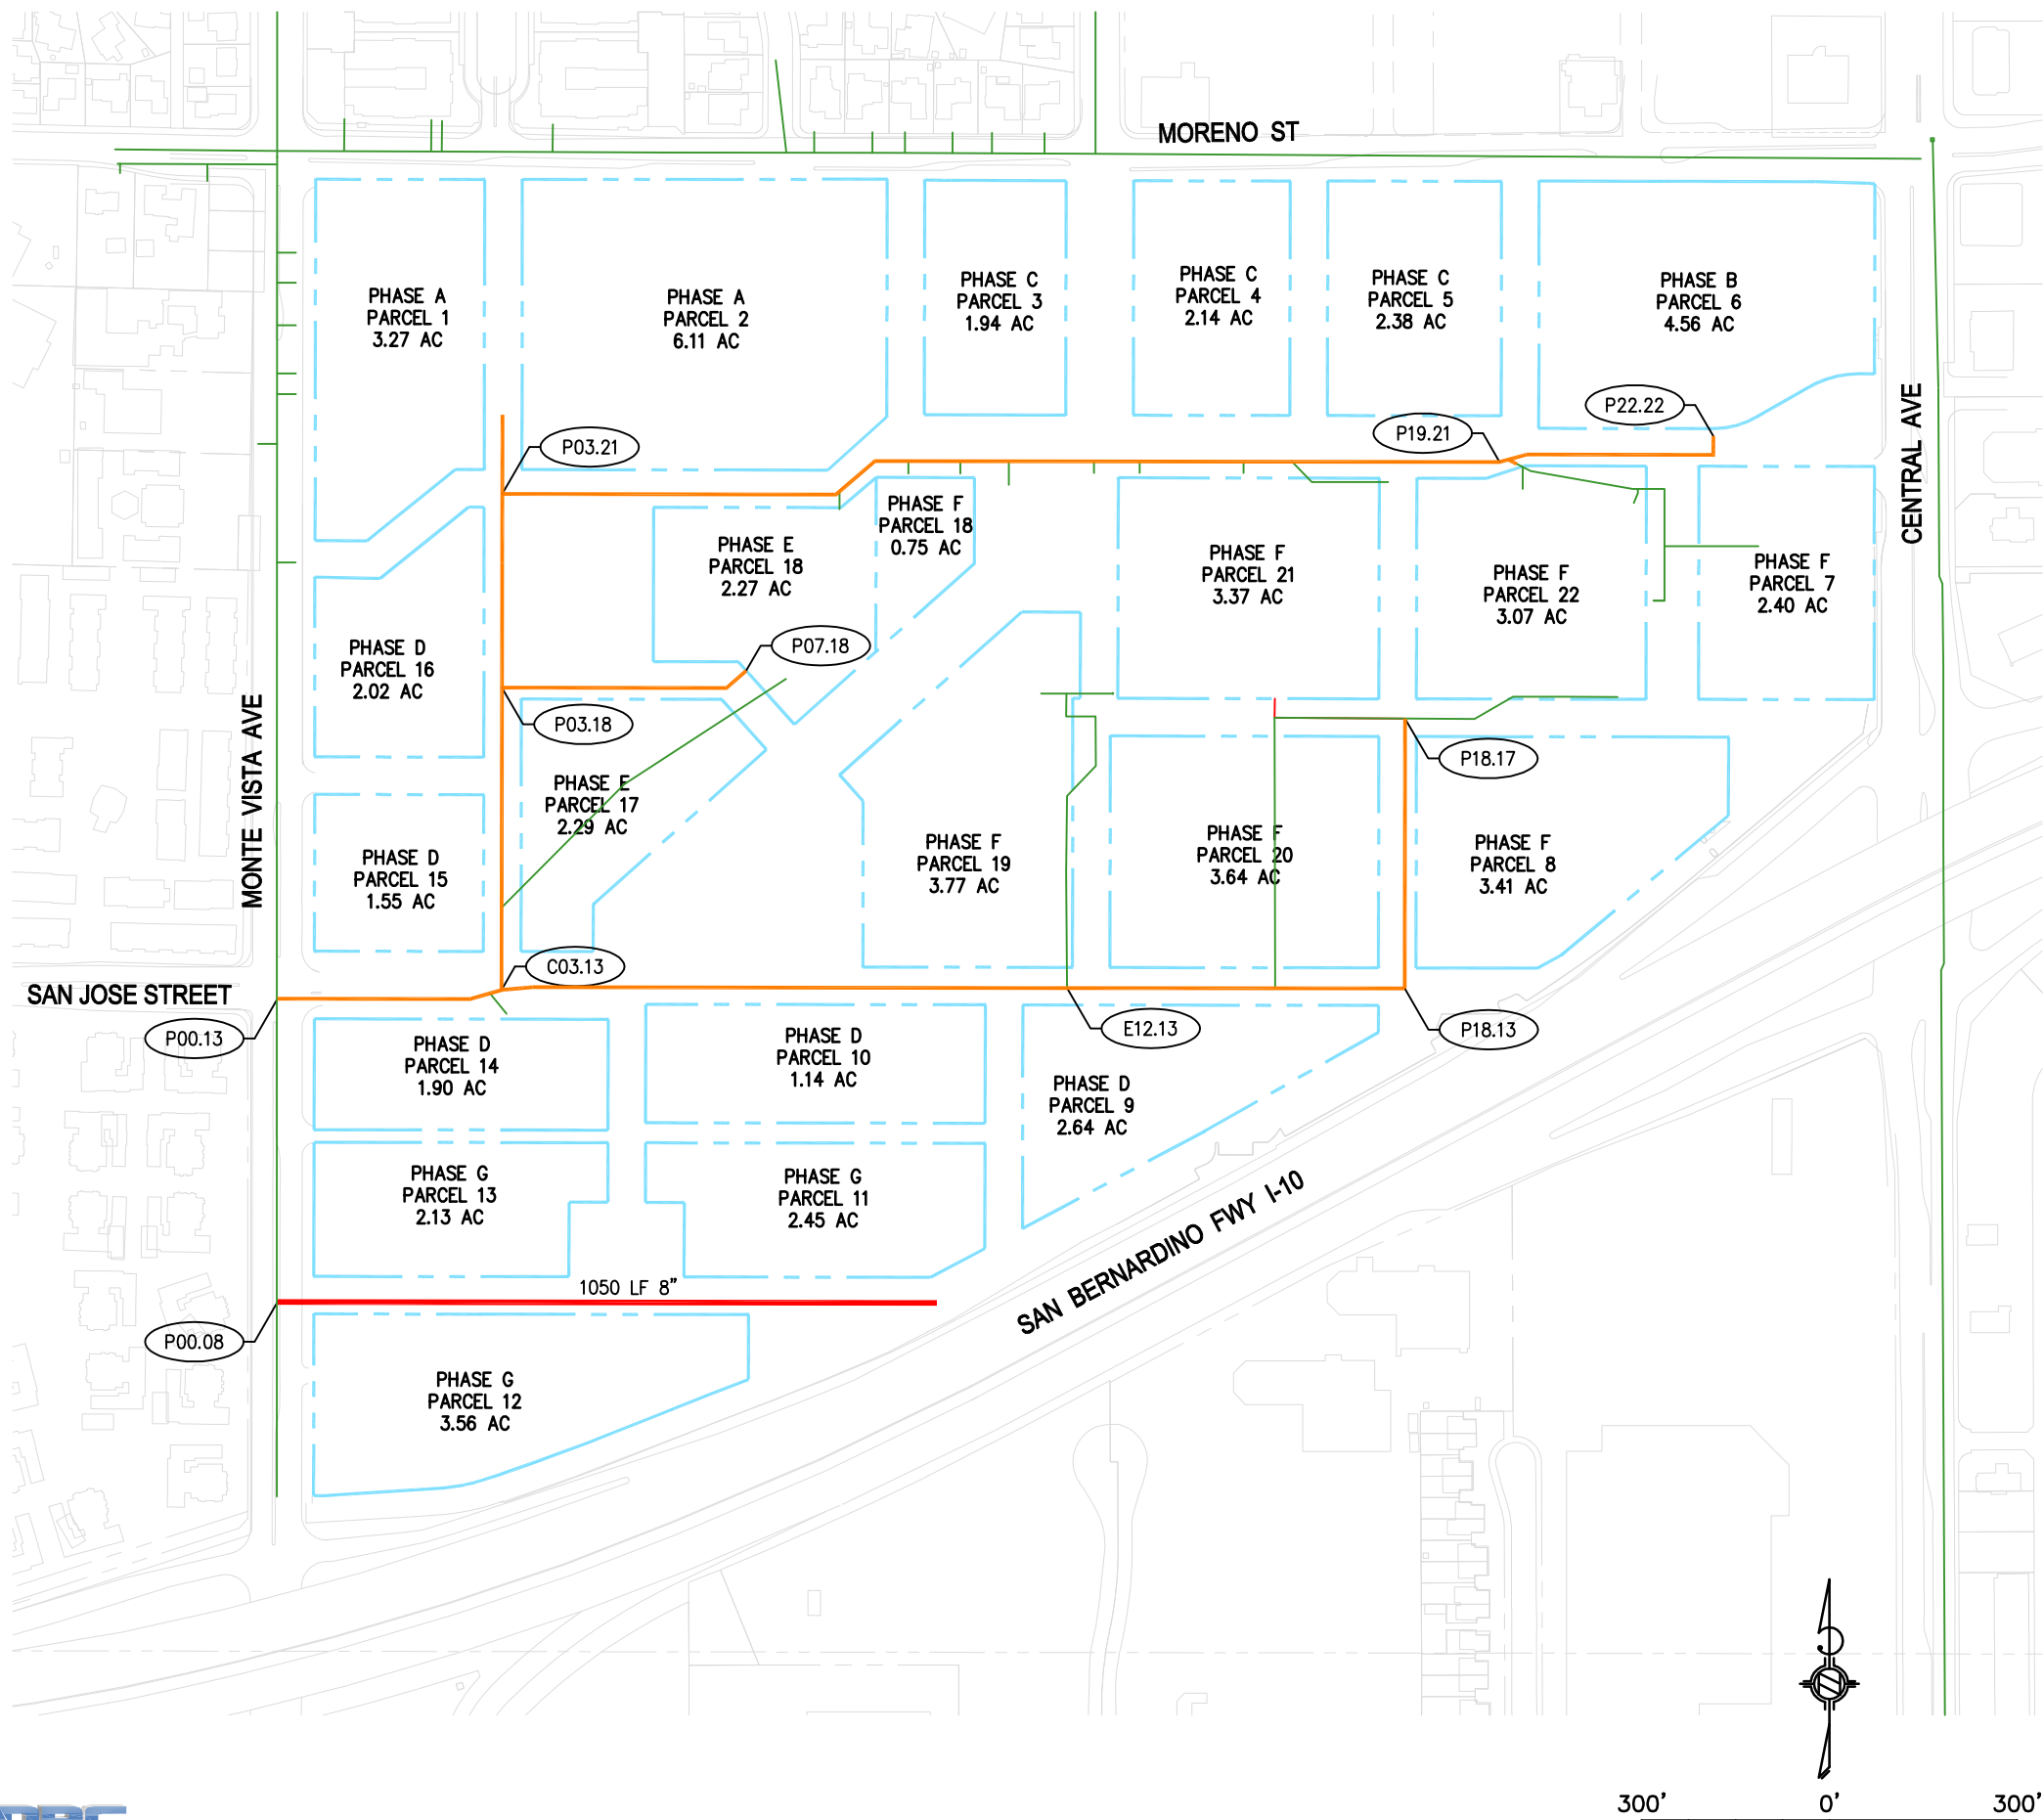 MORENO ST
PHASE A
PARCEL 1
3.27 AC
PHASE A
PARCEL 2
6.11 AC
PHASE C
PARCEL 3
1.94 AC
PHASE C
PARCEL 4
2.14 AC
PHASE C
PARCEL 5
2.38 AC
PHASE B
PARCEL 6
4.56 AC
CENTRAL AVE
P22.22
P19.21
P03.21
PHASE F
PARCEL 18
0.75 AC
PHASE E
PARCEL 18
2.27 AC
PHASE F
PARCEL 21
3.37 AC
PHASE F
PARCEL 22
3.07 AC
PHASE F
PARCEL 7
2.40 AC
PHASE D
PARCEL 16
2.02 AC
P07.18
P03.18
P18.17
MONTE VISTA AVE
PHASE E
PARCEL 17
2.29 AC
PHASE D
PARCEL 15
1.55 AC
PHASE F
PARCEL 19
3.77 AC
PHASE F
PARCEL 20
3.64 AC
PHASE F
PARCEL 8
3.41 AC
C03.13
SAN JOSE STREET
P00.13
E12.13
P18.13
PHASE D
PARCEL 14
1.90 AC
PHASE D
PARCEL 10
1.14 AC
PHASE D
PARCEL 9
2.64 AC
PHASE G
PARCEL 13
2.13 AC
PHASE G
PARCEL 11
2.45 AC
SAN BERNARDINO FWY I-10
1050 LF 8"
P00.08
PHASE G
PARCEL 12
3.56 AC
300' 0' 300'